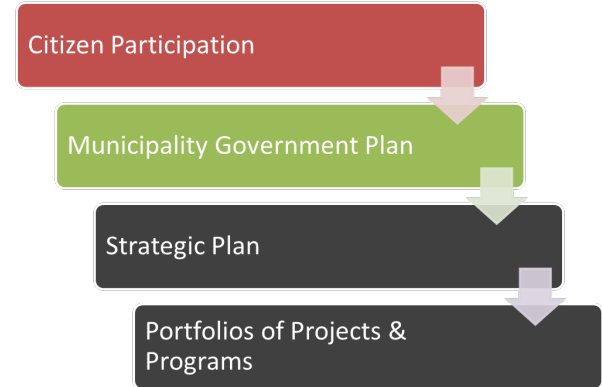 Citizen Participation
Municipality Government Plan
Strategic Plan
Portfolios of Projects &
Programs